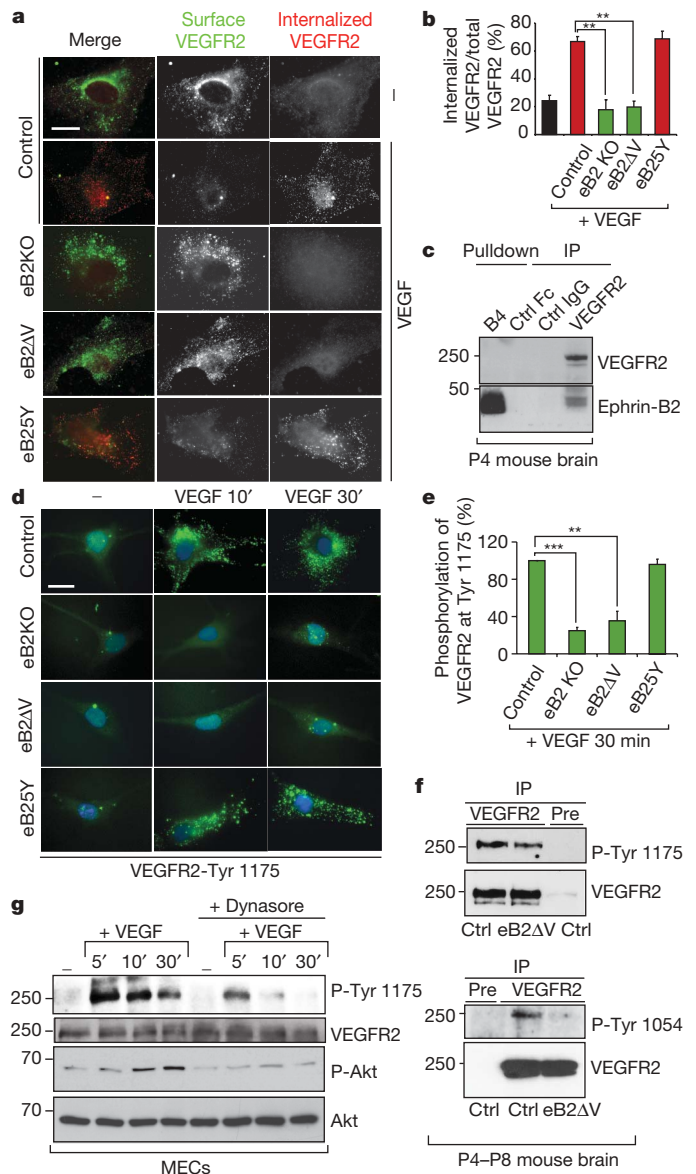 a
Merge
Surface
VEGFR2
Internalized
VEGFR2
Control
eB2KO
eB2ΔV
eB25Y
–
VEGF
b
Internalized
VEGFR2/total
VEGFR2 (%)
80
60
40
20
0
**
**
Control
eB2 KO
eB2ΔV
eB25Y
+ VEGF
c
Pulldown
IP
B4
Ctrl Fc
Ctrl IgG
VEGFR2
250
VEGFR2
50
Ephrin-B2
P4 mouse brain
d
–
VEGF 10′
VEGF 30′
Control
eB2KO
eB2ΔV
eB25Y
VEGFR2-Tyr 1175
e
Phosphorylation of
VEGFR2 at Tyr 1175 (%)
120
80
40
0
***
**
Control
eB2 KO
eB2ΔV
eB25Y
+ VEGF 30 min
f
IP
VEGFR2 Pre
250
P-Tyr 1175
250
VEGFR2
Ctrl eB2ΔV Ctrl
IP
Pre VEGFR2
250
P-Tyr 1054
250
VEGFR2
Ctrl Ctrl eB2ΔV
P4–P8 mouse brain
g
+ Dynasore
+ VEGF
+ VEGF
– 5′ 10′ 30′ – 5′ 10′ 30′
250
P-Tyr 1175
250
VEGFR2
70
P-Akt
70
Akt
MECs